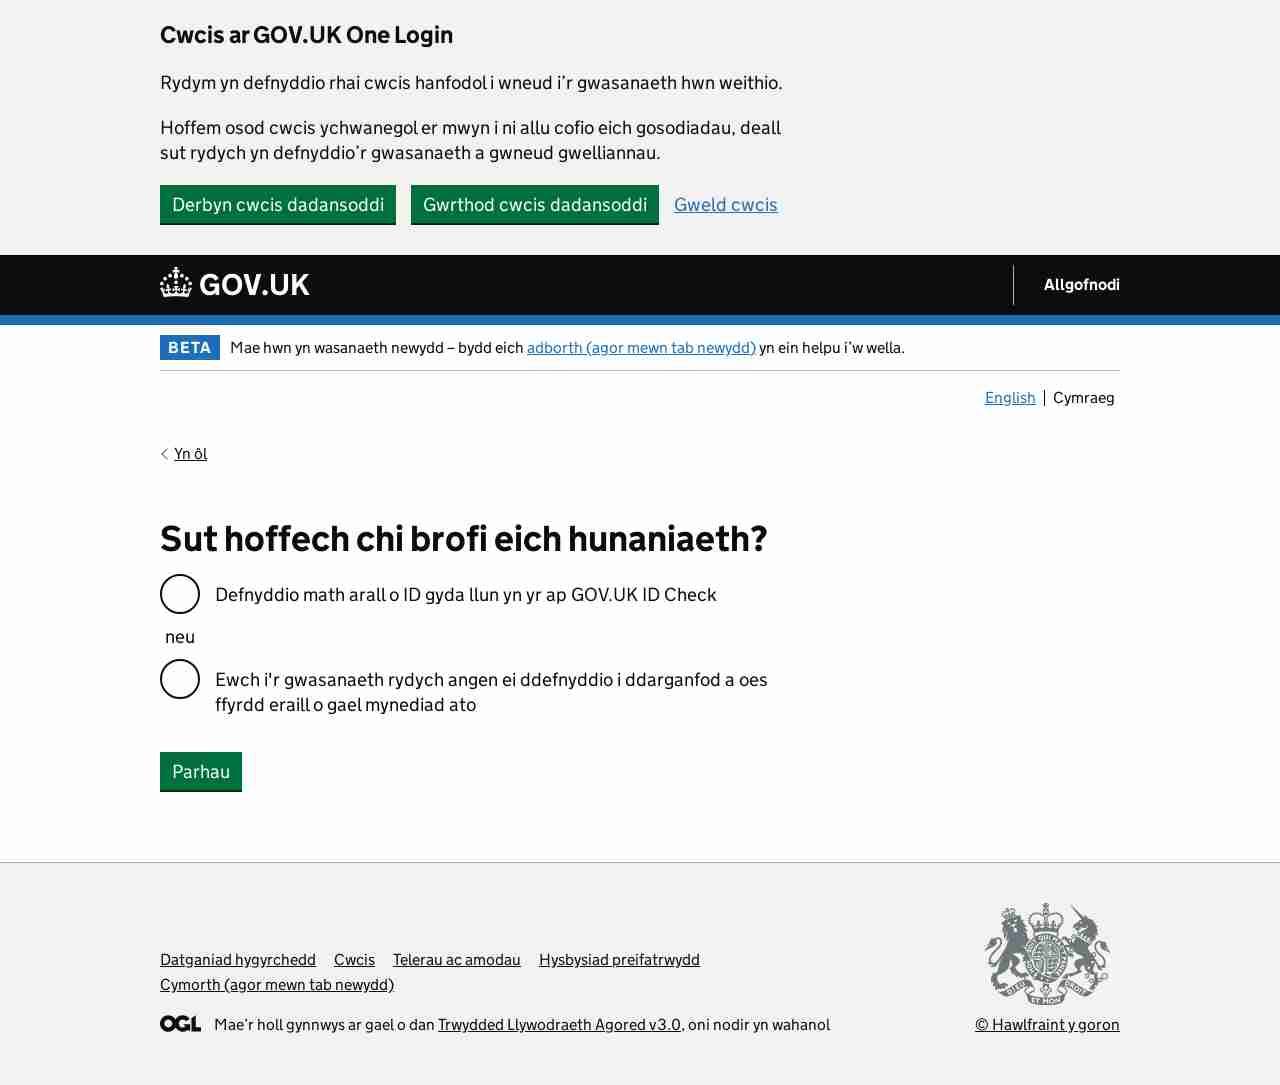 Cwcis ar GOV.UK One Login
Rydym yn defnyddio rhai cwcis hanfodol i wneud i’r gwasanaeth hwn weithio.
Hoffem osod cwcis ychwanegol er mwyn i ni allu cofio eich gosodiadau, deall
sut rydych yn defnyddio’r gwasanaeth a gwneud gwelliannau.
Derbyn cwcis dadansoddi Gwrthod cwcis dadansoddi Gweld cwcis
GOV.UK Allgofnodi
BETA Mae hwn yn wasanaeth newydd – bydd eich adborth (agor mewn tab newydd) yn ein helpu i’w wella.
English Cymraeg
Yn ôl
Sut hoffech chi brofi eich hunaniaeth?
Defnyddio math arall o ID gyda llun yn yr ap GOV.UK ID Check
neu
Ewch i'r gwasanaeth rydych angen ei ddefnyddio i ddarganfod a oes
ffyrdd eraill o gael mynediad ato
Parhau
Datganiad hygyrchedd Cwcis Telerau ac amodau Hysbysiad preifatrwydd
Cymorth (agor mewn tab newydd)
OGL Mae’r holl gynnwys ar gael o dan Trwydded Llywodraeth Agored v3.0, oni nodir yn wahanol
© Hawlfraint y goron